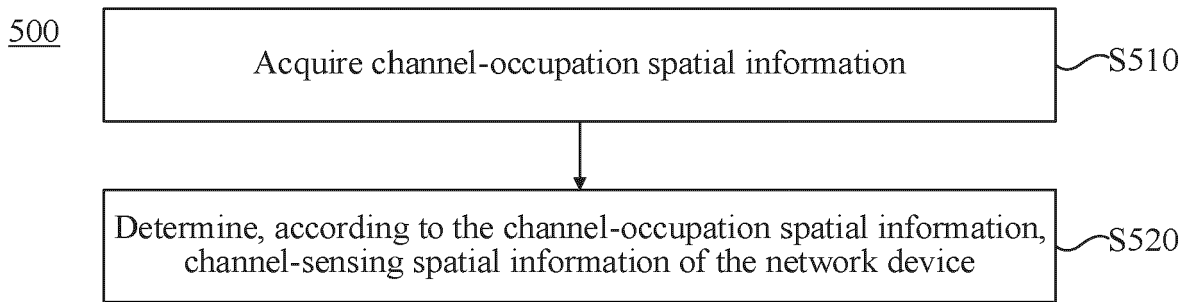 500
Acquire channel-occupation spatial information
S510
Determine, according to the channel-occupation spatial information,
channel-sensing spatial information of the network device
S520